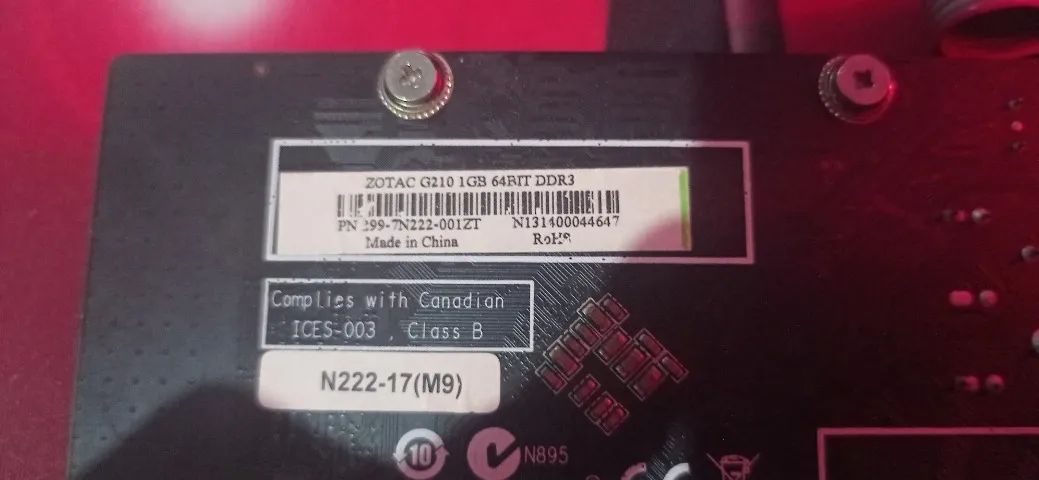 ZOTAC G210 1GB 64BIT DDR3
PN 299-7N222-001ZT N131400044647
Made in China RoHS
Complies with Canadian
ICES-003 , Class B
N222-17(M9)
10 N895